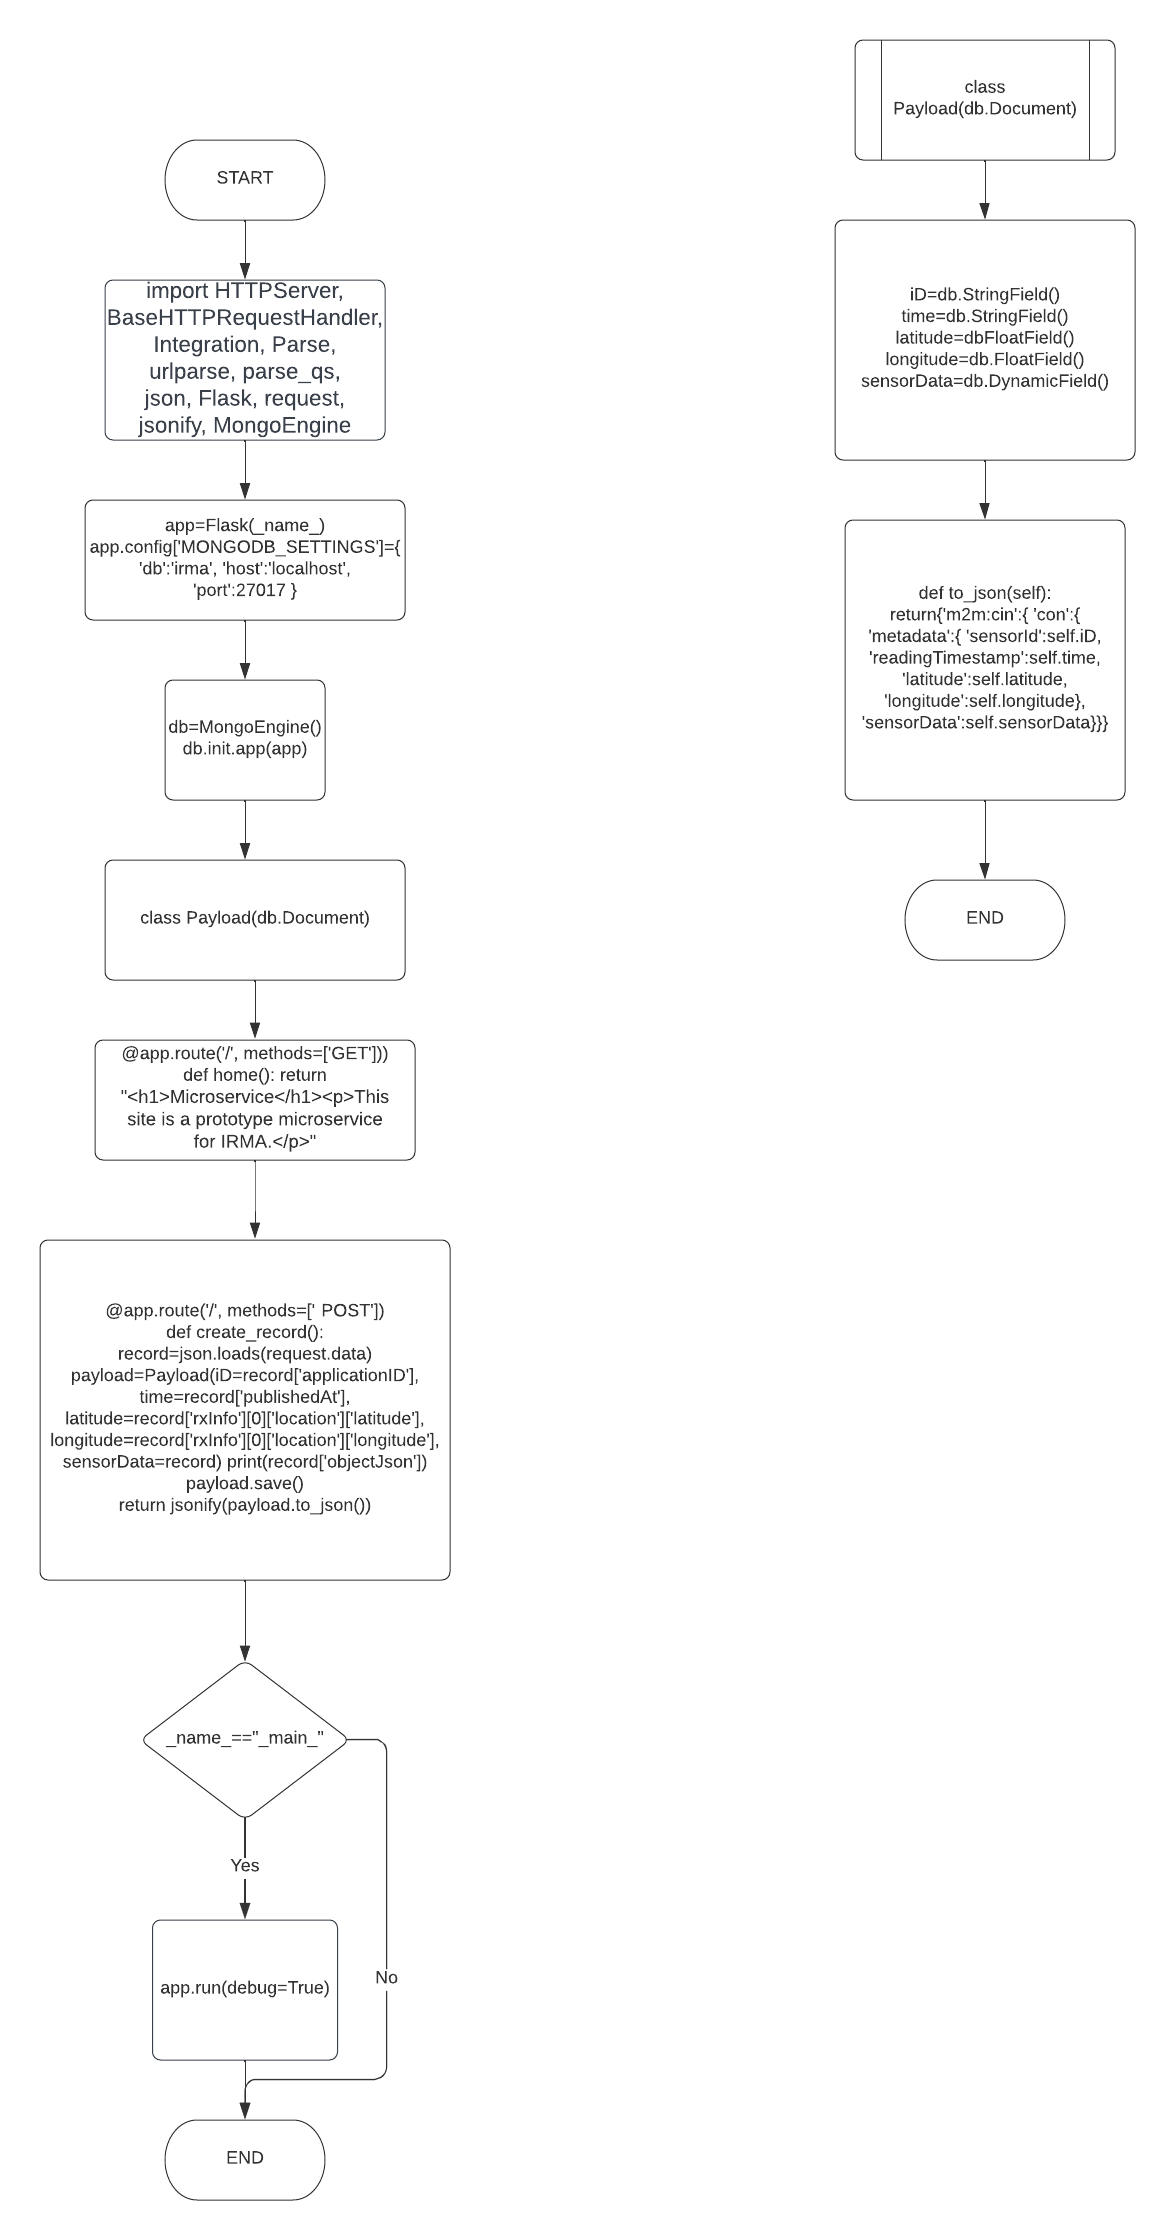 START
import HTTPServer,
BaseHTTPRequestHandler,
Integration, Parse,
urlparse, parse_qs,
json, Flask, request,
jsonify, MongoEngine
app=Flask(_name_)
app.config['MONGODB_SETTINGS']={
'db':'irma', 'host':'localhost',
'port':27017 }
db=MongoEngine()
db.init.app(app)
class Payload(db.Document)
@app.route('/', methods=['GET']))
def home(): return
"<h1>Microservice</h1><p>This
site is a prototype microservice
for IRMA.</p>"
@app.route('/', methods=[' POST'])
def create_record():
record=json.loads(request.data)
payload=Payload(iD=record['applicationID'],
time=record['publishedAt'],
latitude=record['rxInfo'][0]['location']['latitude'],
longitude=record['rxInfo'][0]['location']['longitude'],
sensorData=record) print(record['objectJson'])
payload.save()
return jsonify(payload.to_json())
_name_=="_main_"
Yes
No
app.run(debug=True)
END
class
Payload(db.Document)
iD=db.StringField()
time=db.StringField()
latitude=dbFloatField()
longitude=db.FloatField()
sensorData=db.DynamicField()
def to_json(self):
return{'m2m:cin':{ 'con':{
'metadata':{ 'sensorId':self.iD,
'readingTimestamp':self.time,
'latitude':self.latitude,
'longitude':self.longitude},
'sensorData':self.sensorData}}}
END